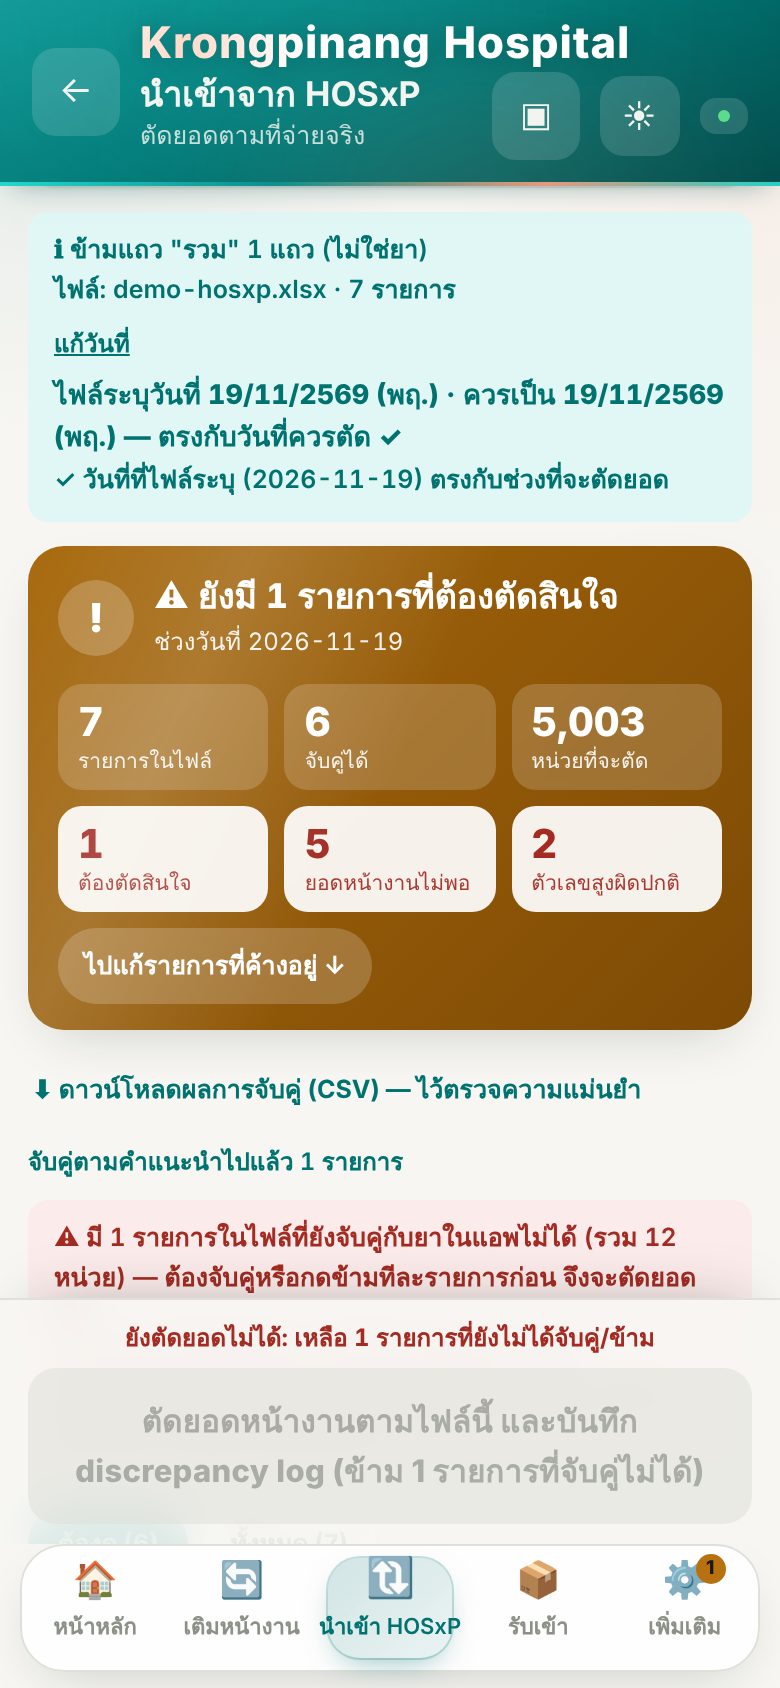 Krongpinang Hospital
←
นำเข้าจาก HOSxP
ตัดยอดตามที่จ่ายจริง
ℹ ข้ามแถว "รวม" 1 แถว (ไม่ใช่ยา)
ไฟล์: demo-hosxp.xlsx · 7 รายการ
แก้วันที่
ไฟล์ระบุวันที่ 19/11/2569 (พฤ.) · ควรเป็น 19/11/2569
(พฤ.) — ตรงกับวันที่ควรตัด ✓
✓ วันที่ที่ไฟล์ระบุ (2026-11-19) ตรงกับช่วงที่จะตัดยอด
! ⚠ ยังมี 1 รายการที่ต้องตัดสินใจ
ช่วงวันที่ 2026-11-19
7
รายการในไฟล์
6
จับคู่ได้
5,003
หน่วยที่จะตัด
1
ต้องตัดสินใจ
5
ยอดหน้างานไม่พอ
2
ตัวเลขสูงผิดปกติ
ไปแก้รายการที่ค้างอยู่ ↓
⬇ ดาวน์โหลดผลการจับคู่ (CSV) — ไว้ตรวจความแม่นยำ
จับคู่ตามคำแนะนำไปแล้ว 1 รายการ
⚠ มี 1 รายการในไฟล์ที่ยังจับคู่กับยาในแอพไม่ได้ (รวม 12
หน่วย) — ต้องจับคู่หรือกดข้ามทีละรายการก่อน จึงจะตัดยอด
ยังตัดยอดไม่ได้: เหลือ 1 รายการที่ยังไม่ได้จับคู่/ข้าม
ตัดยอดหน้างานตามไฟล์นี้ และบันทึก
discrepancy log (ข้าม 1 รายการที่จับคู่ไม่ได้)
ต้องดู (6)
ทั้งหมด (7)
หน้าหลัก
เติมหน้างาน
นำเข้า HOSxP
รับเข้า
1
เพิ่มเติม